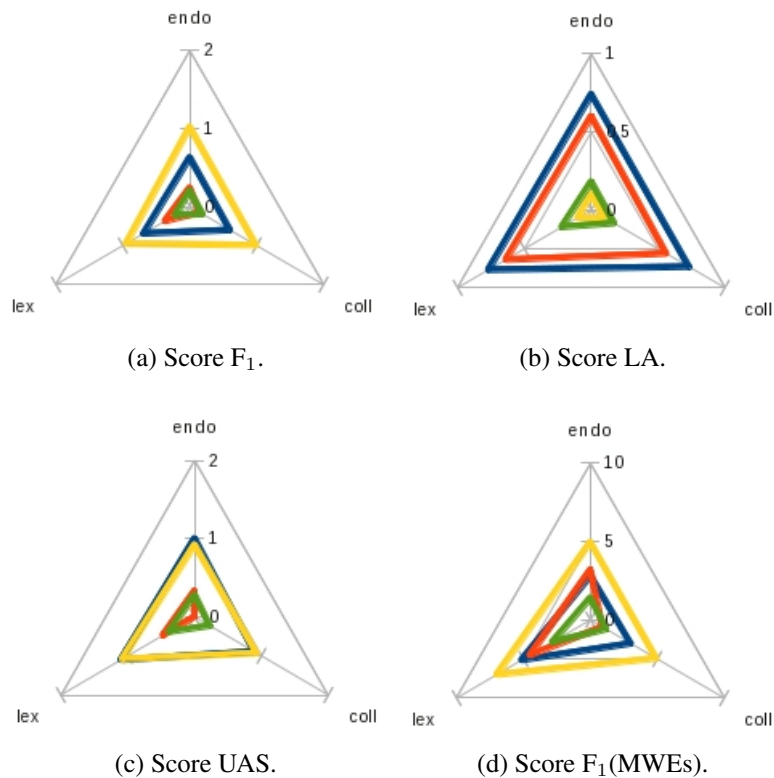 endo
2
1
0
lex
coll
(a) Score F₁.
endo
1
0.5
0
lex
coll
(b) Score LA.
endo
2
1
0
lex
coll
(c) Score UAS.
endo
10
5
0
lex
coll
(d) Score F₁(MWEs).